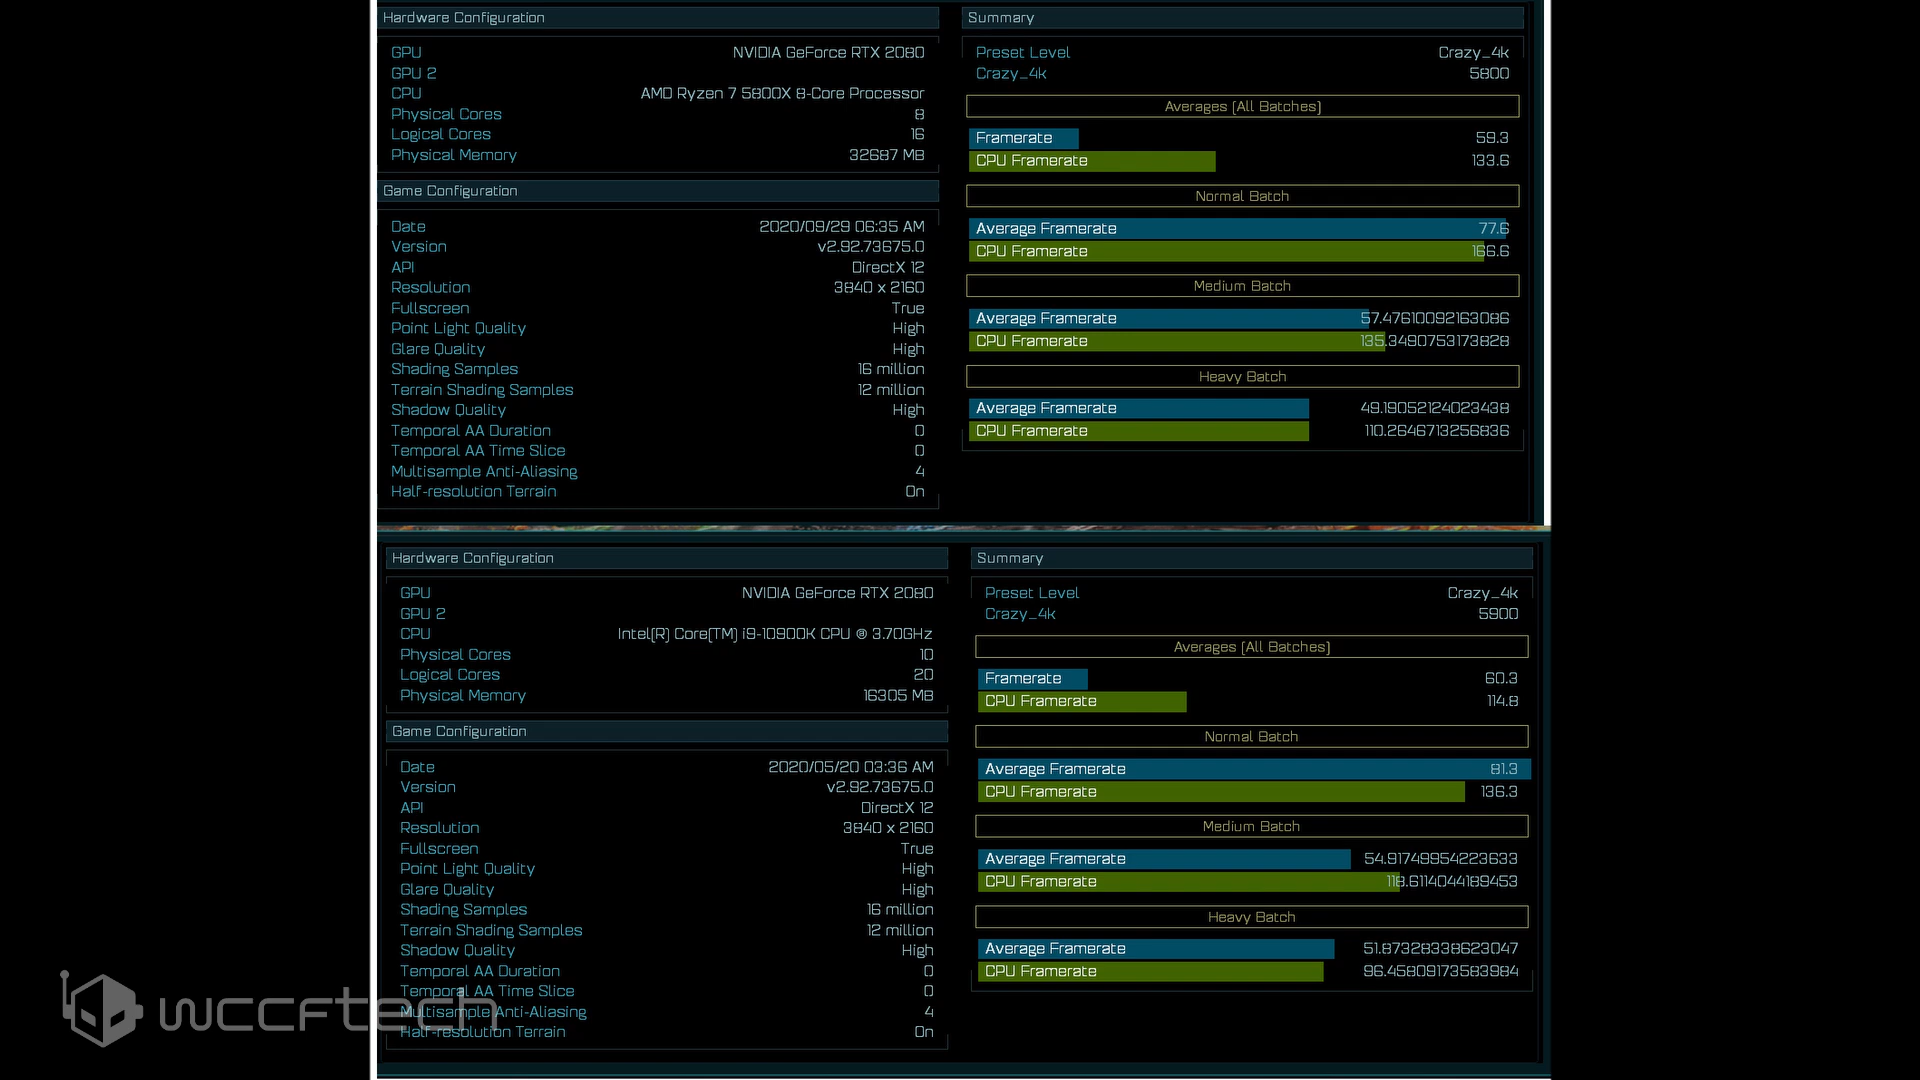 Hardware Configuration
GPU NVIDIA GeForce RTX 2080
GPU 2
CPU AMD Ryzen 7 5800X 8-Core Processor
Physical Cores 8
Logical Cores 16
Physical Memory 32687 MB
Game Configuration
Date 2020/09/29 06:35 AM
Version v2.92.73675.0
API DirectX 12
Resolution 3840 x 2160
Fullscreen True
Point Light Quality High
Glare Quality High
Shading Samples 16 million
Terrain Shading Samples 12 million
Shadow Quality High
Temporal AA Duration 0
Temporal AA Time Slice 0
Multisample Anti-Aliasing 4
Half-resolution Terrain On
Summary
Preset Level Crazy_4k
Crazy_4k 5800
Averages (All Batches)
Framerate 59.3
CPU Framerate 133.6
Normal Batch
Average Framerate 77.6
CPU Framerate 166.6
Medium Batch
Average Framerate 57.47610092163086
CPU Framerate 135.3490753173828
Heavy Batch
Average Framerate 49.19052124023438
CPU Framerate 110.2646713256836
Hardware Configuration
GPU NVIDIA GeForce RTX 2080
GPU 2
CPU Intel(R) Core(TM) i9-10900K CPU @ 3.70GHz
Physical Cores 10
Logical Cores 20
Physical Memory 16305 MB
Game Configuration
Date 2020/05/20 03:36 AM
Version v2.92.73675.0
API DirectX 12
Resolution 3840 x 2160
Fullscreen True
Point Light Quality High
Glare Quality High
Shading Samples 16 million
Terrain Shading Samples 12 million
Shadow Quality High
Temporal AA Duration 0
Temporal AA Time Slice 0
Multisample Anti-Aliasing 4
Half-resolution Terrain On
Summary
Preset Level Crazy_4k
Crazy_4k 5900
Averages (All Batches)
Framerate 60.3
CPU Framerate 114.8
Normal Batch
Average Framerate 81.3
CPU Framerate 136.3
Medium Batch
Average Framerate 54.91749954223633
CPU Framerate 118.6114044189453
Heavy Batch
Average Framerate 51.87328338623047
CPU Framerate 96.45809173583984
wccftech